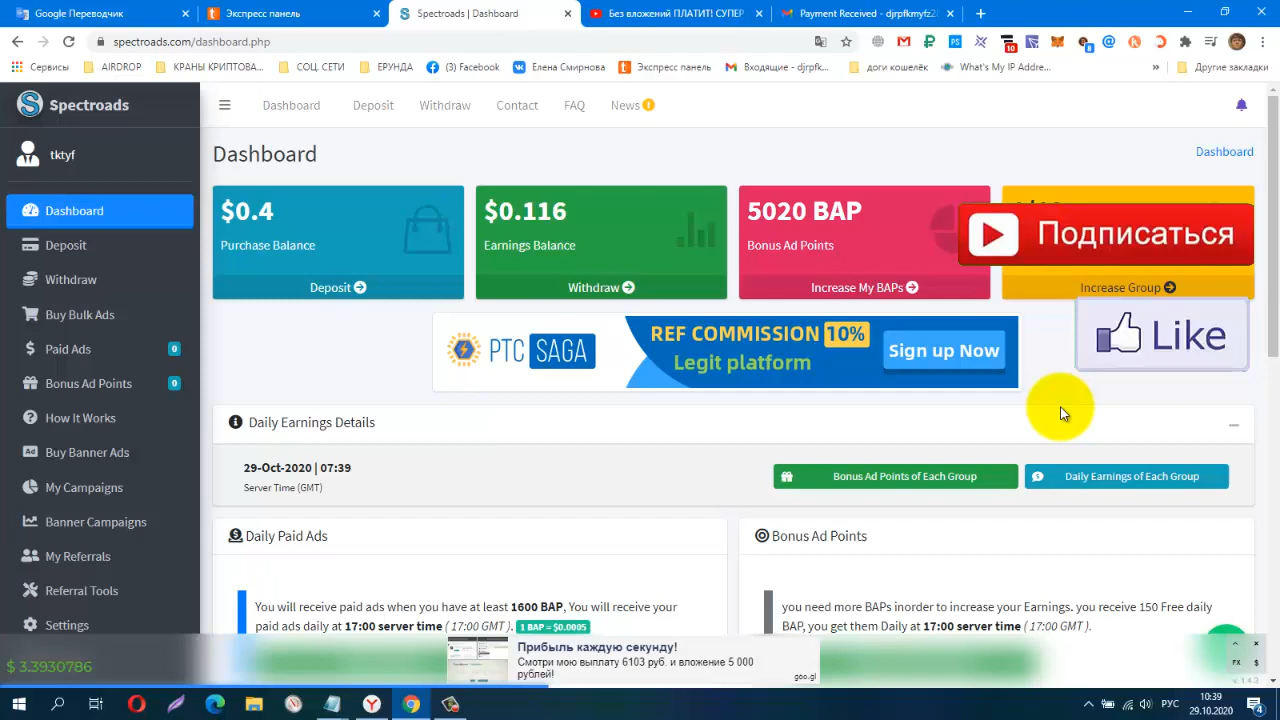 Google Переводчик
Экспресс панель
Spectroads | Dashboard
Без вложений ПЛАТИТ! СУПЕР
Payment Received - djrpfkmyfz2
spectroads.com/dashboard.php
10
8
Сервисы
AIRDROP
КРАНЫ КРИПТОВА...
СОЦ. СЕТИ
ЕРУНДА
(3) Facebook
Елена Смирнова
Экспресс панель
Входящие - djrpfk...
доги кошелёк
What's My IP Addre...
»
Другие закладки
Spectroads
Dashboard
Deposit
Withdraw
Contact
FAQ
News
tktyf
Dashboard
Dashboard
Dashboard
Deposit
Withdraw
Buy Bulk Ads
Paid Ads 0
Bonus Ad Points 0
How It Works
Buy Banner Ads
My Campaigns
Banner Campaigns
My Referrals
Referral Tools
Settings
$0.4
Purchase Balance
Deposit
$0.116
Earnings Balance
Withdraw
5020 BAP
Bonus Ad Points
Increase My BAPs
Подписаться
Increase Group
Like
PTC SAGA
REF COMMISSION 10%
Legit platform
Sign up Now
Daily Earnings Details
29-Oct-2020 | 07:39
Server Time (GMT)
Bonus Ad Points of Each Group
Daily Earnings of Each Group
Daily Paid Ads
You will receive paid ads when you have at least 1600 BAP, You will receive your
paid ads daily at 17:00 server time ( 17:00 GMT ). 1 BAP = $0.0005
Bonus Ad Points
you need more BAPs inorder to increase your Earnings. you receive 150 Free daily
BAP, you get them Daily at 17:00 server time ( 17:00 GMT ).
$ 3.3930786
Прибыль каждую секунду!
Смотри мою выплату 6103 руб. и вложение 5 000
рублей!
goo.gl
FX $
v 1.4.2
РУС
10:39
29.10.2020
4